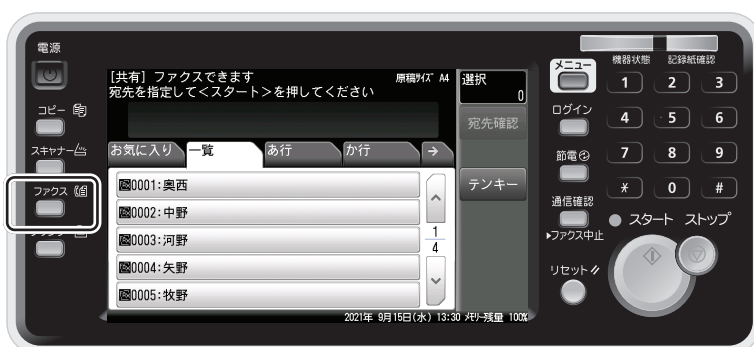 電源
コピー
スキャナー
ファクス
[共有] ファクスできます
原稿ｻｲｽﾞ A4
宛先を指定して<スタート>を押してください
お気に入り
一覧
あ行
か行
→
0001:奥西
0002:中野
0003:河野
0004:矢野
0005:牧野
1
4
選択
0
宛先確認
テンキー
2021年 9月15日(水) 13:30 ﾒﾓﾘｰ残量 100%
メニュー
ログイン
節電
通信確認
▶ファクス中止
リセット
機器状態
記録紙確認
1 2 3
4 5 6
7 8 9
* 0 #
スタート ストップ